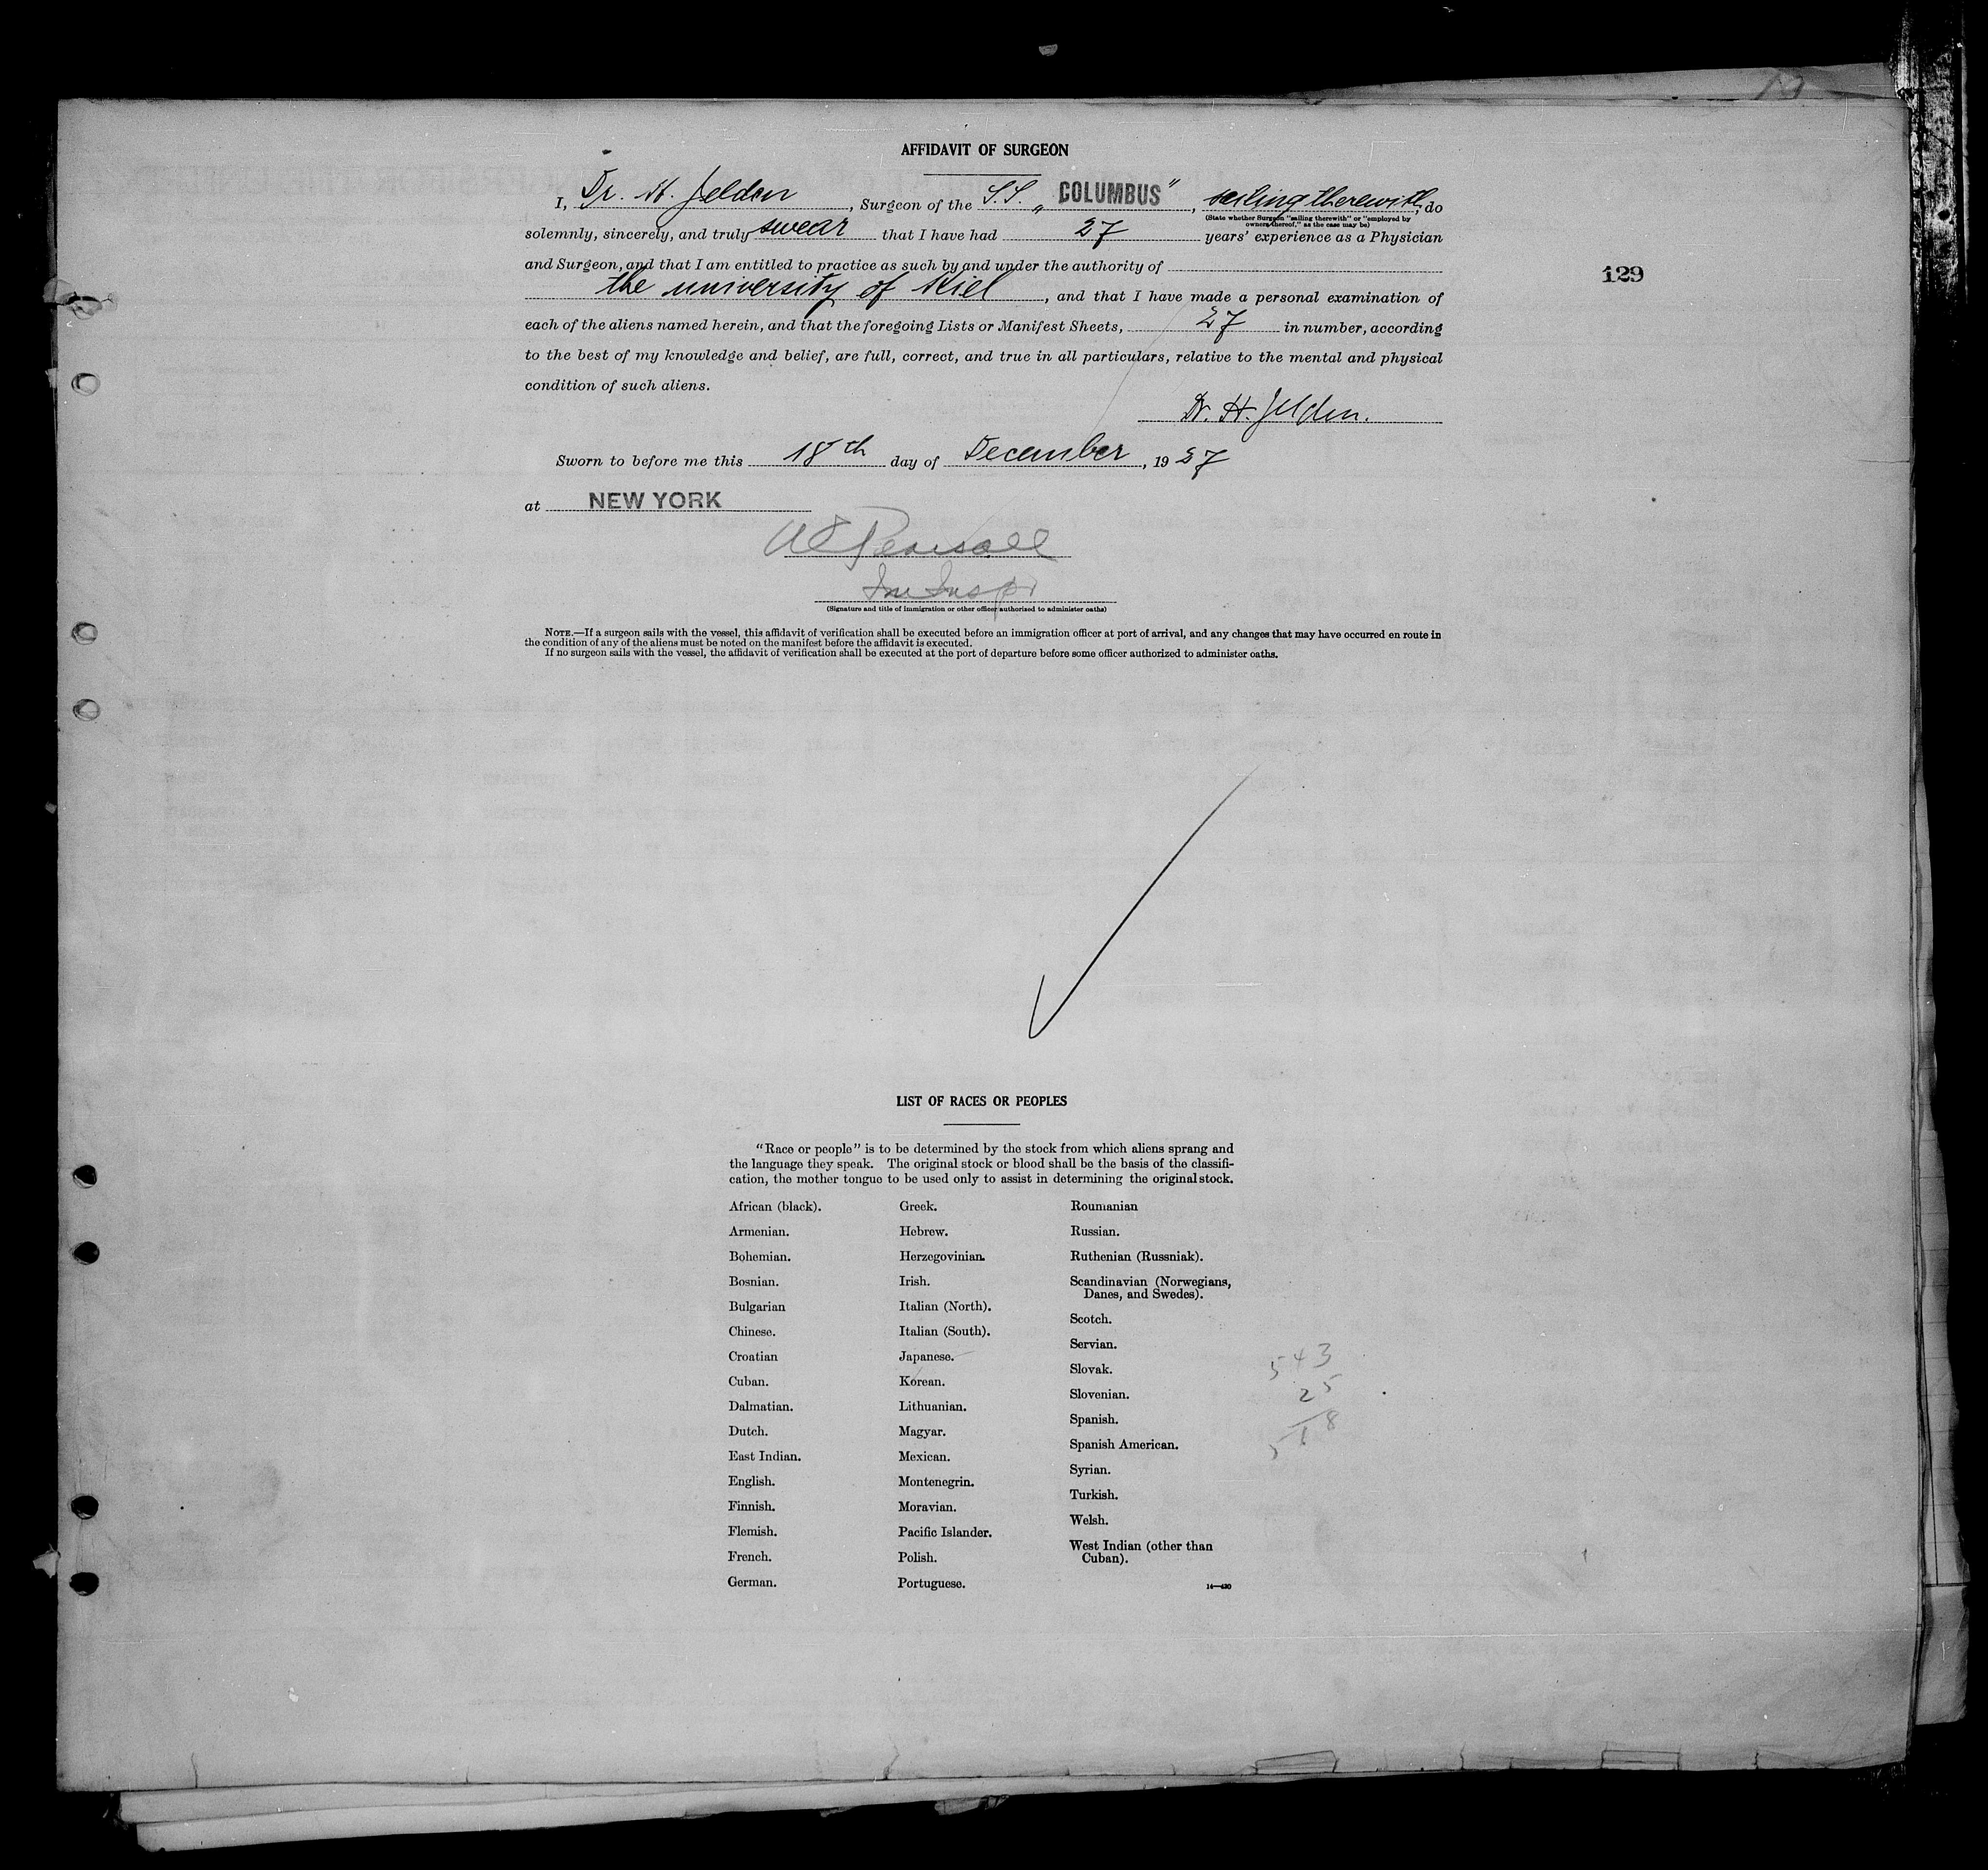 AFFIDAVIT OF SURGEON
I, Dr. H. Jelden, Surgeon of the S.S. „COLUMBUS", sailing therewith, do
(State whether Surgeon "sailing therewith" or "employed by
owners thereof," as the case may be)
solemnly, sincerely, and truly swear that I have had 27 years' experience as a Physician
and Surgeon, and that I am entitled to practice as such by and under the authority of
129
the university of Kiel, and that I have made a personal examination of
each of the aliens named herein, and that the foregoing Lists or Manifest Sheets, 27 in number, according
to the best of my knowledge and belief, are full, correct, and true in all particulars, relative to the mental and physical
condition of such aliens.
Dr. H. Jelden.
Sworn to before me this 18th day of December, 1927
at NEW YORK
Pearsall
Im Inspr
(Signature and title of immigration or other officer authorized to administer oaths)
NOTE.—If a surgeon sails with the vessel, this affidavit of verification shall be executed before an immigration officer at port of arrival, and any changes that may have occurred en route in
the condition of any of the aliens must be noted on the manifest before the affidavit is executed.
If no surgeon sails with the vessel, the affidavit of verification shall be executed at the port of departure before some officer authorized to administer oaths.
LIST OF RACES OR PEOPLES
"Race or people" is to be determined by the stock from which aliens sprang and
the language they speak. The original stock or blood shall be the basis of the classifi-
cation, the mother tongue to be used only to assist in determining the original stock.
African (black).
Armenian.
Bohemian.
Bosnian.
Bulgarian
Chinese.
Croatian
Cuban.
Dalmatian.
Dutch.
East Indian.
English.
Finnish.
Flemish.
French.
German.
Greek.
Hebrew.
Herzegovinian.
Irish.
Italian (North).
Italian (South).
Japanese.
Korean.
Lithuanian.
Magyar.
Mexican.
Montenegrin.
Moravian.
Pacific Islander.
Polish.
Portuguese.
Roumanian
Russian.
Ruthenian (Russniak).
Scandinavian (Norwegians,
Danes, and Swedes).
Scotch.
Servian.
Slovak.
Slovenian.
Spanish.
Spanish American.
Syrian.
Turkish.
Welsh.
West Indian (other than
Cuban).
14—430
543
25
518